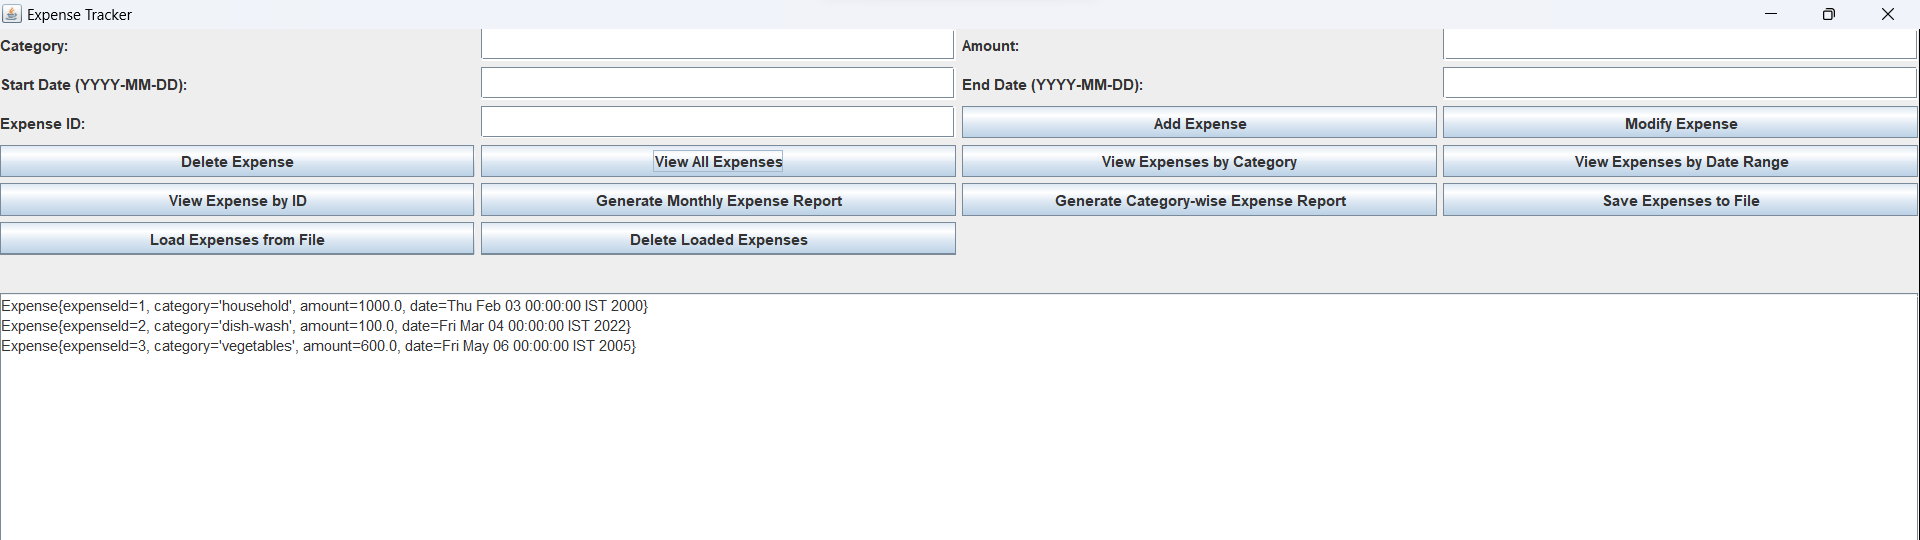 Expense Tracker
Category: Amount:
Start Date (YYYY-MM-DD): End Date (YYYY-MM-DD):
Expense ID: Add Expense Modify Expense
Delete Expense View All Expenses View Expenses by Category View Expenses by Date Range
View Expense by ID Generate Monthly Expense Report Generate Category-wise Expense Report Save Expenses to File
Load Expenses from File Delete Loaded Expenses
Expense{expenseId=1, category='household', amount=1000.0, date=Thu Feb 03 00:00:00 IST 2000}
Expense{expenseId=2, category='dish-wash', amount=100.0, date=Fri Mar 04 00:00:00 IST 2022}
Expense{expenseId=3, category='vegetables', amount=600.0, date=Fri May 06 00:00:00 IST 2005}